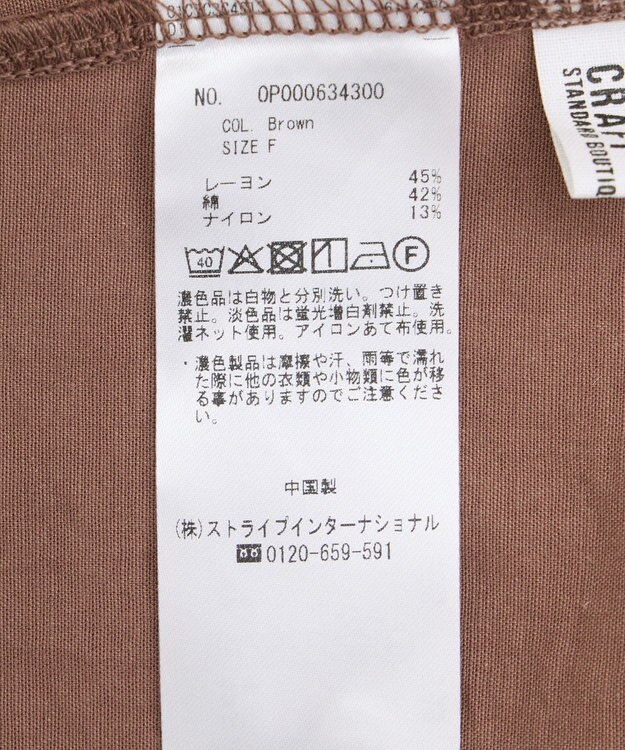 NO. 0P000634300
COL. Brown
SIZE F
レーヨン 45%
綿 42%
ナイロン 13%
40
F
濃色品は白物と分別洗い。つけ置き
禁止。淡色品は蛍光増白剤禁止。洗
濯ネット使用。アイロンあて布使用。
・濃色製品は摩擦や汗、雨等で濡れ
た際に他の衣類や小物類に色が移
る事がありますのでご注意くださ
い。
中国製
(株)ストライプインターナショナル
0120-659-591
STANDARD